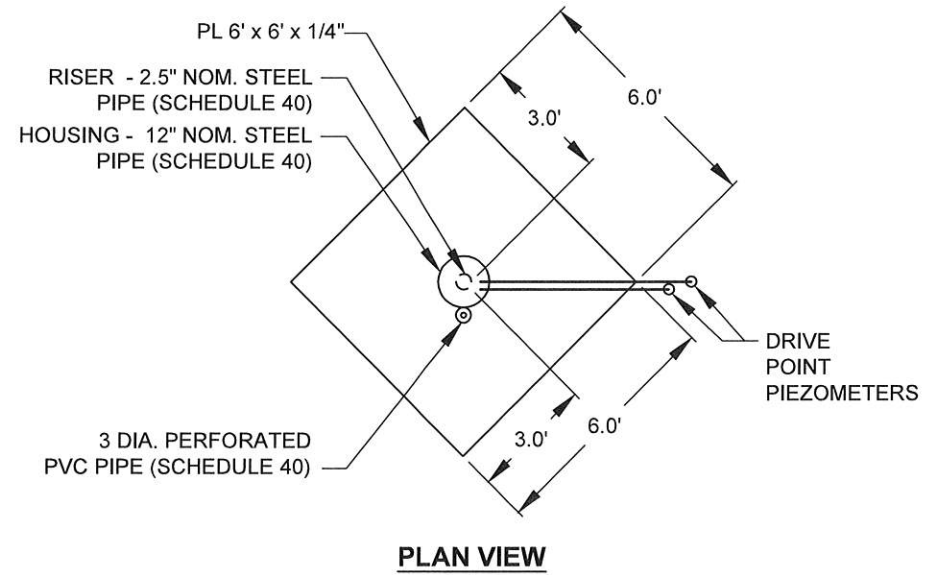 PL 6' x 6' x 1/4"
RISER - 2.5" NOM. STEEL
PIPE (SCHEDULE 40)
HOUSING - 12" NOM. STEEL
PIPE (SCHEDULE 40)
6.0'
3.0'
DRIVE
POINT
PIEZOMETERS
3 DIA. PERFORATED
PVC PIPE (SCHEDULE 40)
3.0'
6.0'
PLAN VIEW